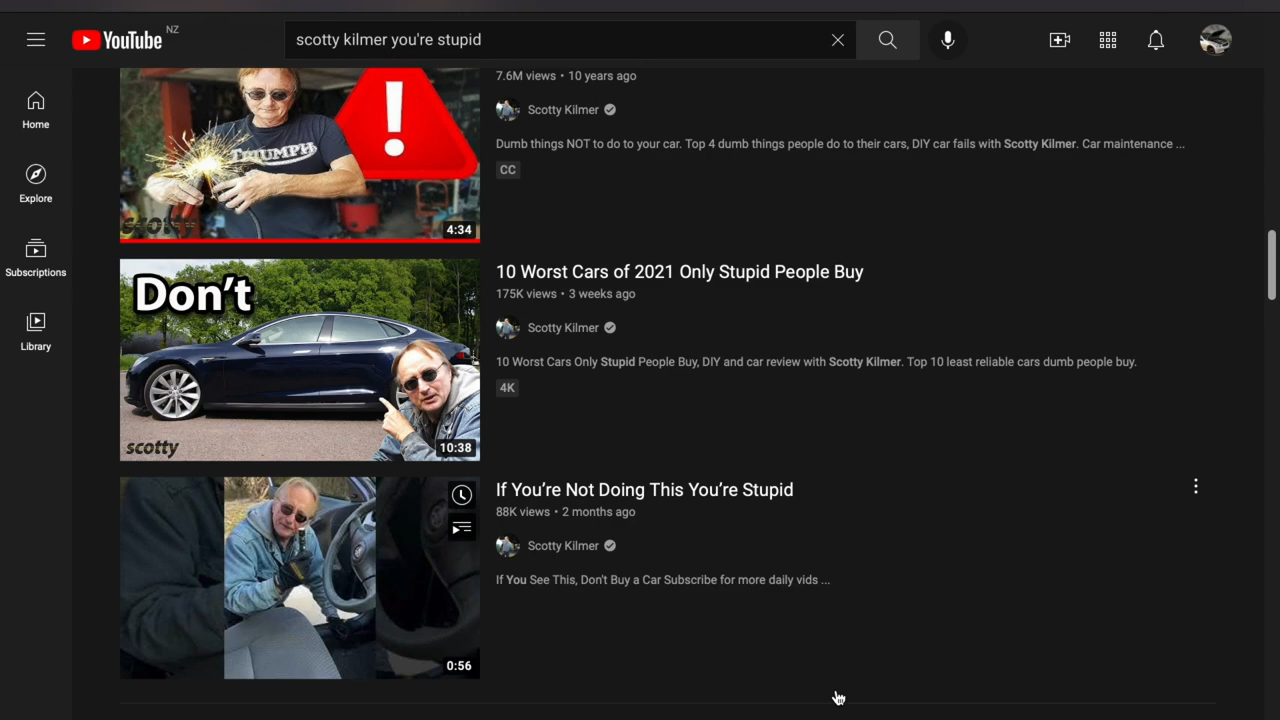 YouTube NZ
scotty kilmer you're stupid
Home
Explore
Subscriptions
Library
TRIUMPH
!
scotty
4:34
7.6M views • 10 years ago
Scotty Kilmer
Dumb things NOT to do to your car. Top 4 dumb things people do to their cars, DIY car fails with Scotty Kilmer. Car maintenance ...
CC
Don't
scotty
10:38
10 Worst Cars of 2021 Only Stupid People Buy
175K views • 3 weeks ago
Scotty Kilmer
10 Worst Cars Only Stupid People Buy, DIY and car review with Scotty Kilmer. Top 10 least reliable cars dumb people buy.
4K
0:56
If You’re Not Doing This You’re Stupid
88K views • 2 months ago
Scotty Kilmer
If You See This, Don't Buy a Car Subscribe for more daily vids ...